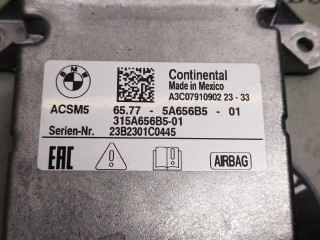 BMW
Continental
Made in Mexico
A3C07910902 23-33
ACSM5 65.77 - 5A656B5 - 01
315A656B5-01
Serien-Nr. 23B2301C0445
EAC AIRBAG